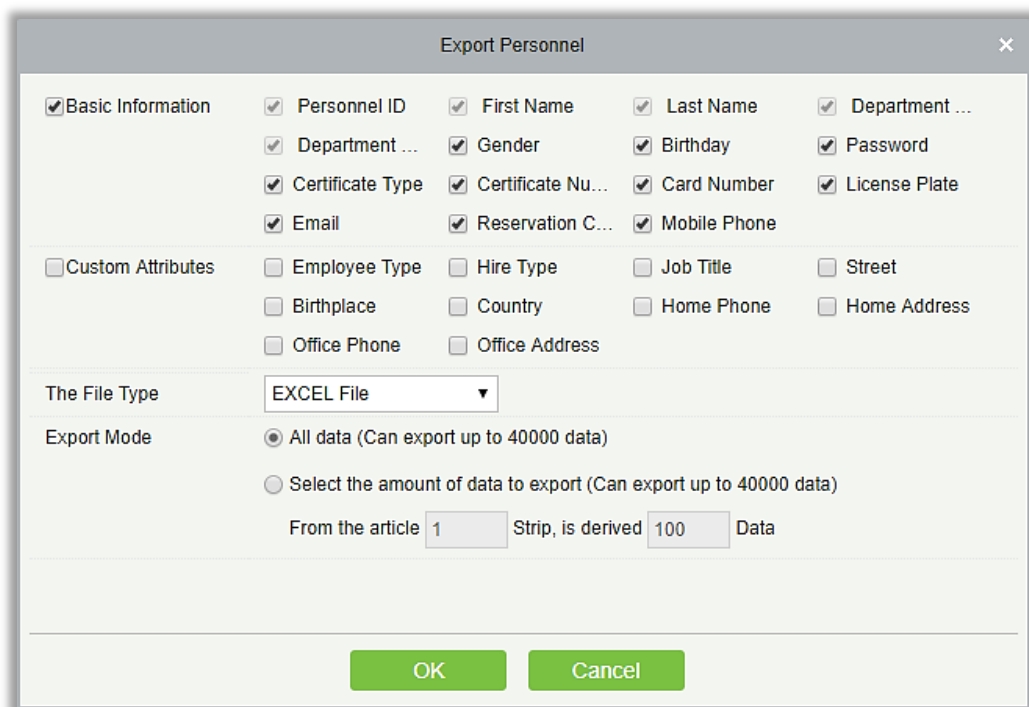 Export Personnel ×
Basic Information Personnel ID First Name Last Name Department ...
Department ... Gender Birthday Password
Certificate Type Certificate Nu... Card Number License Plate
Email Reservation C... Mobile Phone
Custom Attributes Employee Type Hire Type Job Title Street
Birthplace Country Home Phone Home Address
Office Phone Office Address
The File Type EXCEL File
Export Mode All data (Can export up to 40000 data)
Select the amount of data to export (Can export up to 40000 data)
From the article 1 Strip, is derived 100 Data
OK Cancel